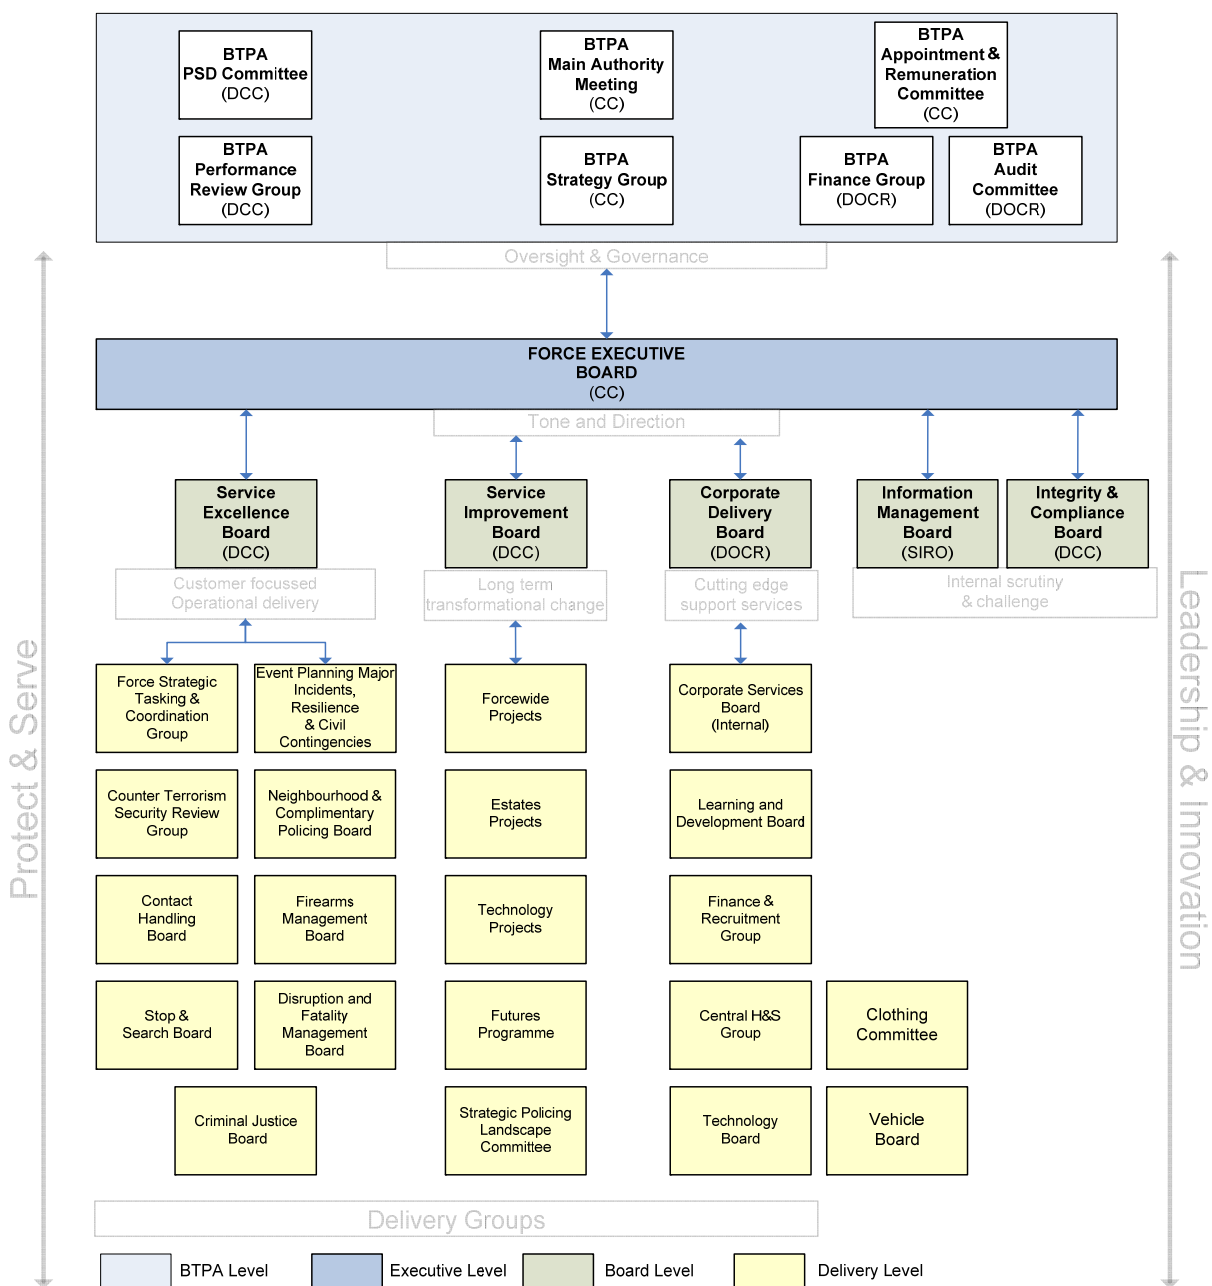 BTPA
PSD Committee
(DCC)
BTPA
Main Authority
Meeting
(CC)
BTPA
Appointment &
Remuneration
Committee
(CC)
BTPA
Performance
Review Group
(DCC)
BTPA
Strategy Group
(CC)
BTPA
Finance Group
(DOCR)
BTPA
Audit
Committee
(DOCR)
Oversight & Governance
FORCE EXECUTIVE
BOARD
(CC)
Tone and Direction
Service
Excellence
Board
(DCC)
Service
Improvement
Board
(DCC)
Corporate
Delivery
Board
(DOCR)
Information
Management
Board
(SIRO)
Integrity &
Compliance
Board
(DCC)
Customer focussed
Operational delivery
Long term
transformational change
Cutting edge
support services
Internal scrutiny
& challenge
Protect & Serve
Leadership & Innovation
Force Strategic
Tasking &
Coordination
Group
Event Planning Major
Incidents,
Resilience
& Civil
Contingencies
Forcewide
Projects
Corporate Services
Board
(Internal)
Counter Terrorism
Security Review
Group
Neighbourhood &
Complimentary
Policing Board
Estates
Projects
Learning and
Development Board
Contact
Handling
Board
Firearms
Management
Board
Technology
Projects
Finance &
Recruitment
Group
Stop &
Search Board
Disruption and
Fatality
Management
Board
Futures
Programme
Central H&S
Group
Clothing
Committee
Criminal Justice
Board
Strategic Policing
Landscape
Committee
Technology
Board
Vehicle
Board
Delivery Groups
BTPA Level
Executive Level
Board Level
Delivery Level